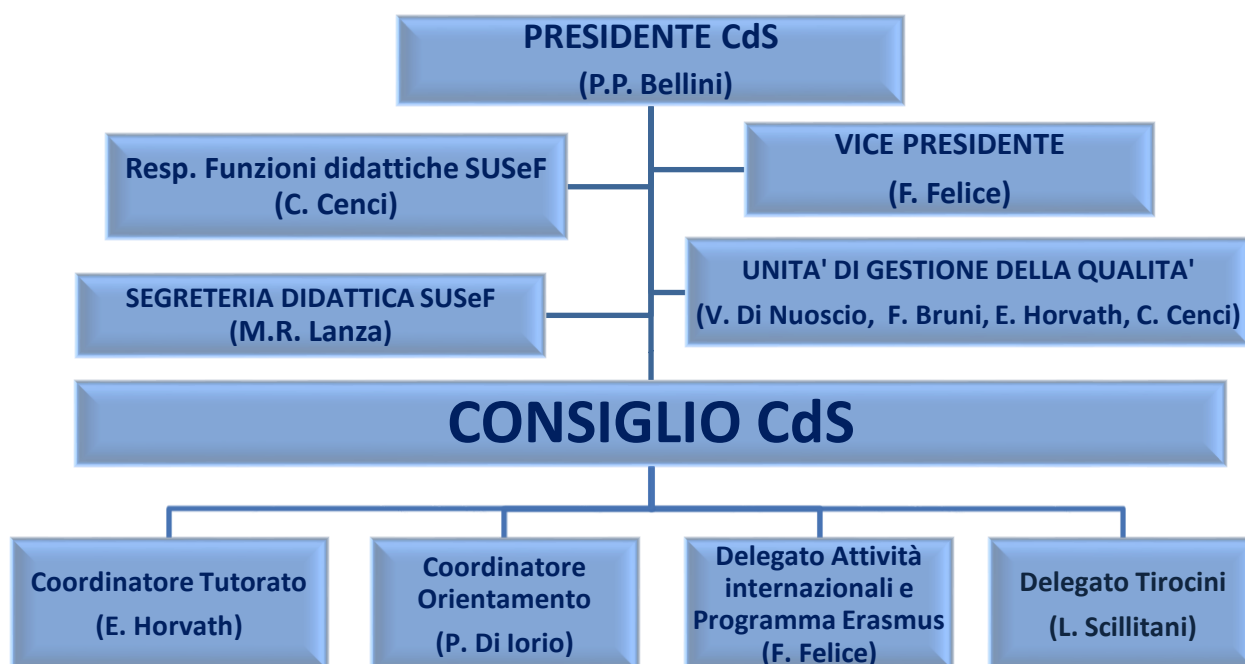 PRESIDENTE CdS
(P.P. Bellini)
Resp. Funzioni didattiche SUSeF
(C. Cenci)
VICE PRESIDENTE
(F. Felice)
SEGRETERIA DIDATTICA SUSeF
(M.R. Lanza)
UNITA' DI GESTIONE DELLA QUALITA'
(V. Di Nuoscio, F. Bruni, E. Horvath, C. Cenci)
CONSIGLIO CdS
Coordinatore Tutorato
(E. Horvath)
Coordinatore
Orientamento
(P. Di Iorio)
Delegato Attività
internazionali e
Programma Erasmus
(F. Felice)
Delegato Tirocini
(L. Scillitani)